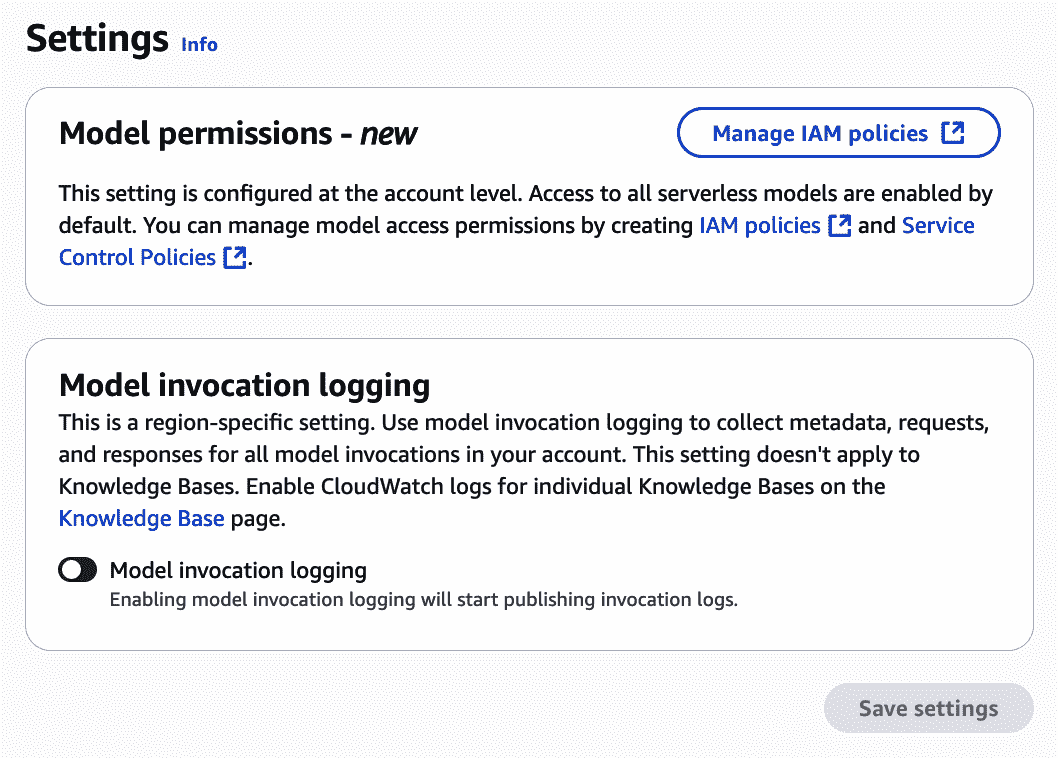 Settings Info
Model permissions - new
Manage IAM policies
This setting is configured at the account level. Access to all serverless models are enabled by
default. You can manage model access permissions by creating IAM policies and Service
Control Policies .
Model invocation logging
This is a region-specific setting. Use model invocation logging to collect metadata, requests,
and responses for all model invocations in your account. This setting doesn't apply to
Knowledge Bases. Enable CloudWatch logs for individual Knowledge Bases on the
Knowledge Base page.
Model invocation logging
Enabling model invocation logging will start publishing invocation logs.
Save settings